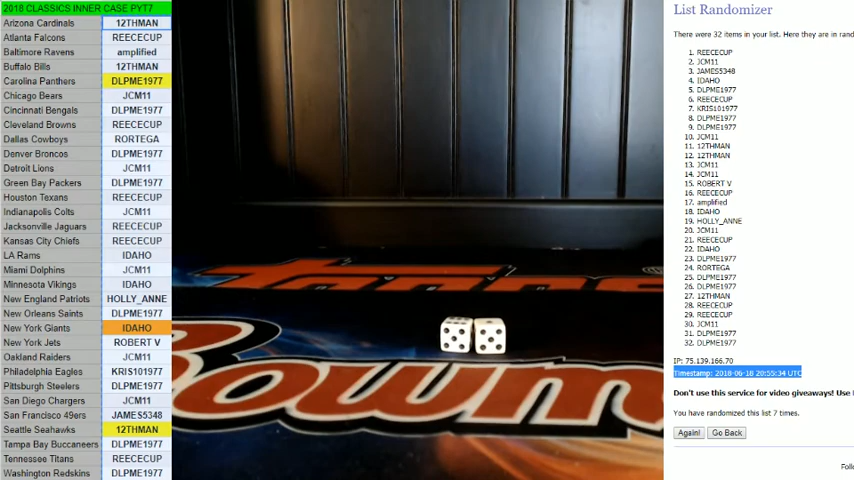 2018 CLASSICS INNER CASE PYT7
Arizona Cardinals 12THMAN
Atlanta Falcons REECECUP
Baltimore Ravens amplified
Buffalo Bills 12THMAN
Carolina Panthers DLPME1977
Chicago Bears JCM11
Cincinnati Bengals DLPME1977
Cleveland Browns REECECUP
Dallas Cowboys RORTEGA
Denver Broncos DLPME1977
Detroit Lions JCM11
Green Bay Packers DLPME1977
Houston Texans REECECUP
Indianapolis Colts JCM11
Jacksonville Jaguars REECECUP
Kansas City Chiefs REECECUP
LA Rams IDAHO
Miami Dolphins JCM11
Minnesota Vikings IDAHO
New England Patriots HOLLY_ANNE
New Orleans Saints DLPME1977
New York Giants IDAHO
New York Jets ROBERT V
Oakland Raiders JCM11
Philadelphia Eagles KRIS101977
Pittsburgh Steelers DLPME1977
San Diego Chargers JCM11
San Francisco 49ers JAMES5348
Seattle Seahawks 12THMAN
Tampa Bay Buccaneers DLPME1977
Tennessee Titans REECECUP
Washington Redskins DLPME1977
List Randomizer
There were 32 items in your list. Here they are in
1. REECECUP
2. JCM11
3. JAMES5348
4. IDAHO
5. DLPME1977
6. REECECUP
7. KRIS101977
8. DLPME1977
9. DLPME1977
10. JCM11
11. 12THMAN
12. 12THMAN
13. JCM11
14. JCM11
15. ROBERT V
16. REECECUP
17. amplified
18. IDAHO
19. HOLLY_ANNE
20. JCM11
21. REECECUP
22. IDAHO
23. DLPME1977
24. RORTEGA
25. DLPME1977
26. DLPME1977
27. 12THMAN
28. REECECUP
29. REECECUP
30. JCM11
31. DLPME1977
32. DLPME1977
IP: 75.139.166.70
Timestamp: 2018-06-18 20:55:34 UTC
Don't use this service for video giveaways! Use
You have randomized this list 7 times.
Again! Go Back